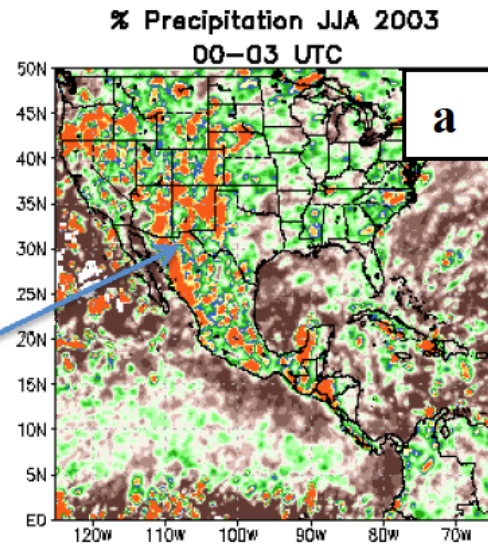 % Precipitation JJA 2003
00-03 UTC
a
50N
45N
40N
35N
30N
25N
20N
15N
10N
5N
EQ
120W
110W
100W
90W
80W
70W